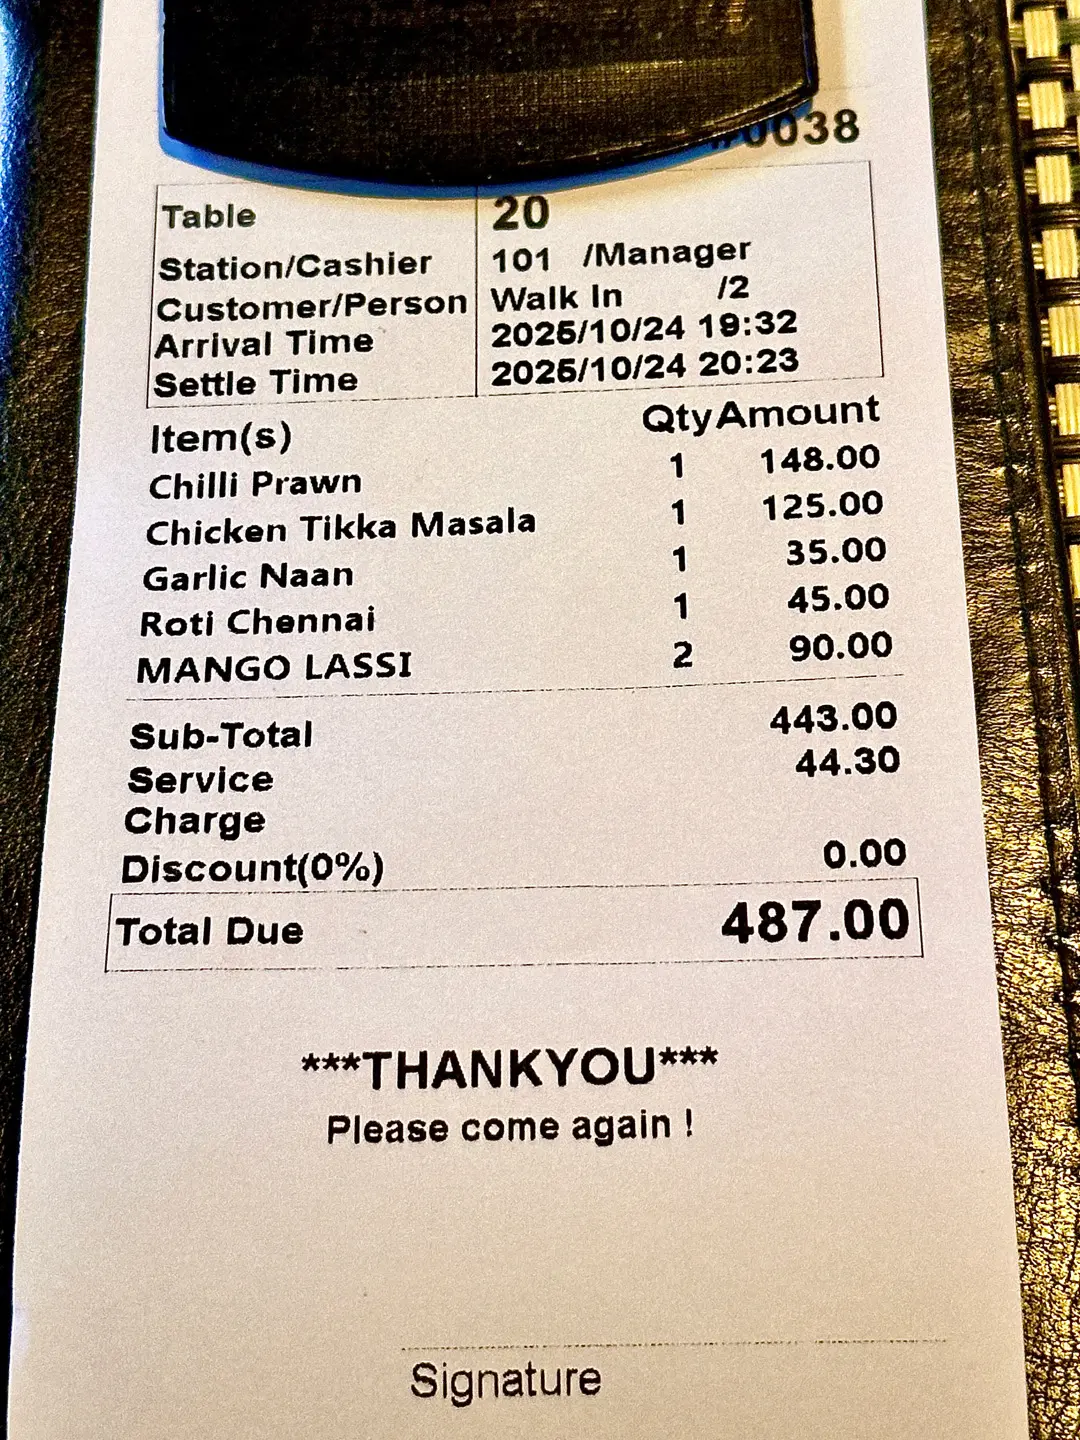 0038
Table 20
Station/Cashier 101 /Manager
Customer/Person Walk In /2
Arrival Time 2025/10/24 19:32
Settle Time 2025/10/24 20:23
Item(s) Qty Amount
Chilli Prawn 1 148.00
Chicken Tikka Masala 1 125.00
Garlic Naan 1 35.00
Roti Chennai 1 45.00
MANGO LASSI 2 90.00
Sub-Total 443.00
Service 44.30
Charge
Discount(0%) 0.00
Total Due 487.00
***THANKYOU***
Please come again !
Signature